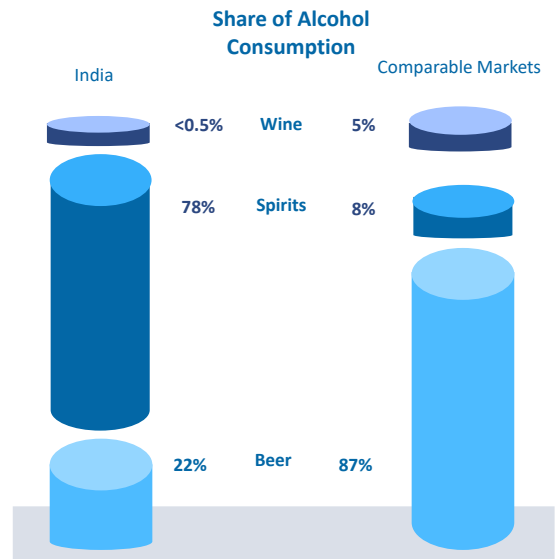 Share of Alcohol
Consumption
India
Comparable Markets
<0.5% Wine 5%
78% Spirits 8%
22% Beer 87%